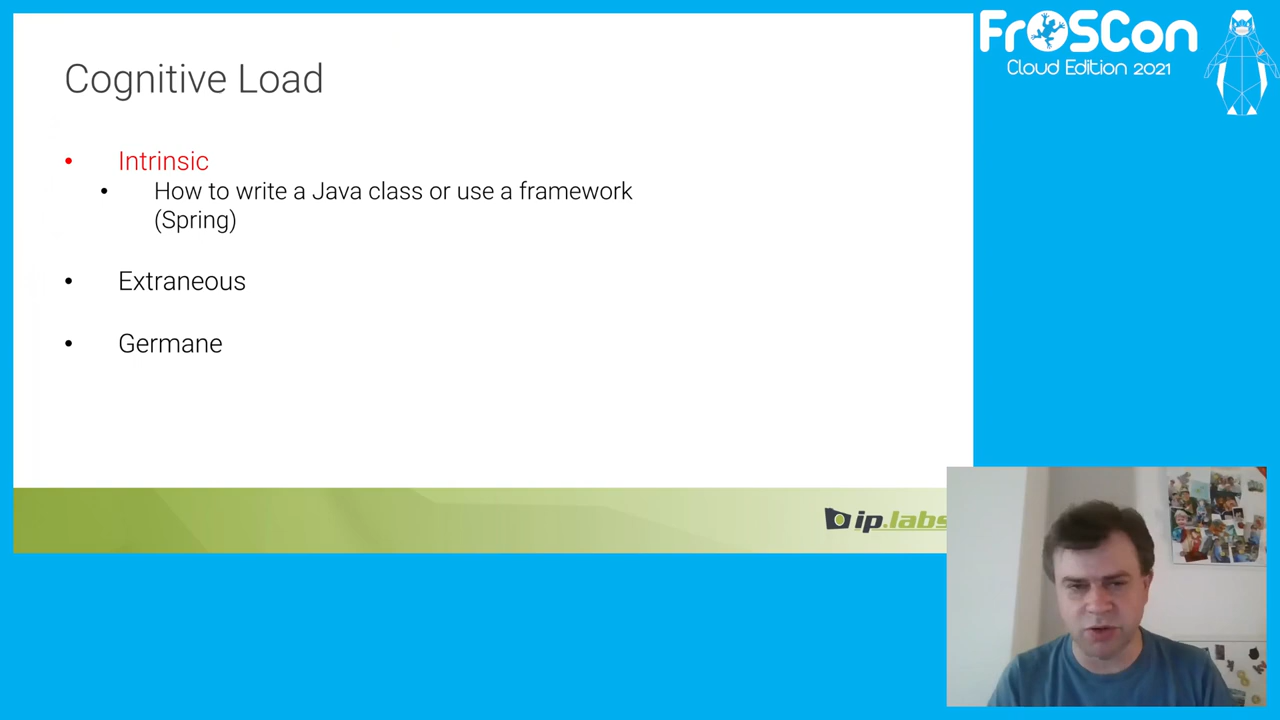 FrOSCon
Cloud Edition 2021
Cognitive Load
• Intrinsic
• How to write a Java class or use a framework
(Spring)
• Extraneous
• Germane
ip.labs